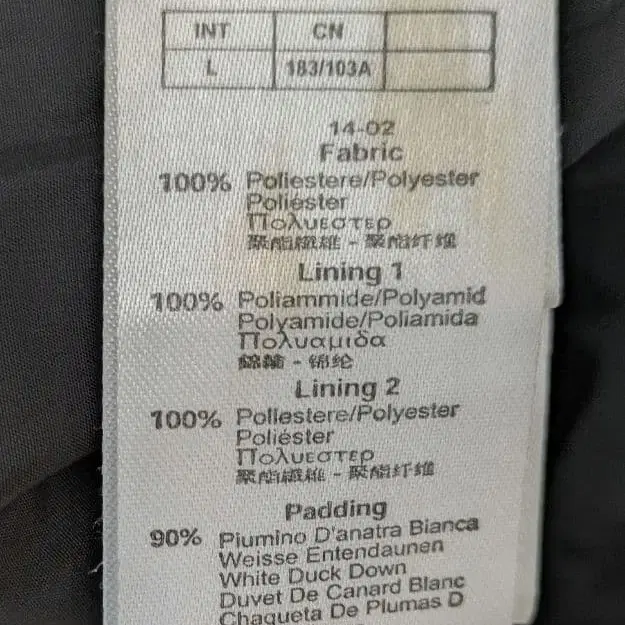 INT CN
L 183/103A
14-02
Fabric
100% Poliestere/Polyester
Poliéster
Πολυεστερ
聚酯纖維 - 聚酯纤维
Lining 1
100% Poliammide/Polyamid
Polyamide/Poliamida
Πολυαμιδα
錦綸 - 锦纶
Lining 2
100% Poliestere/Polyester
Poliéster
Πολυεστερ
聚酯纖維 - 聚酯纤维
Padding
90% Piumino D'anatra Bianca
Weisse Entendaunen
White Duck Down
Duvet De Canard Blanc
Chaqueta De Plumas D